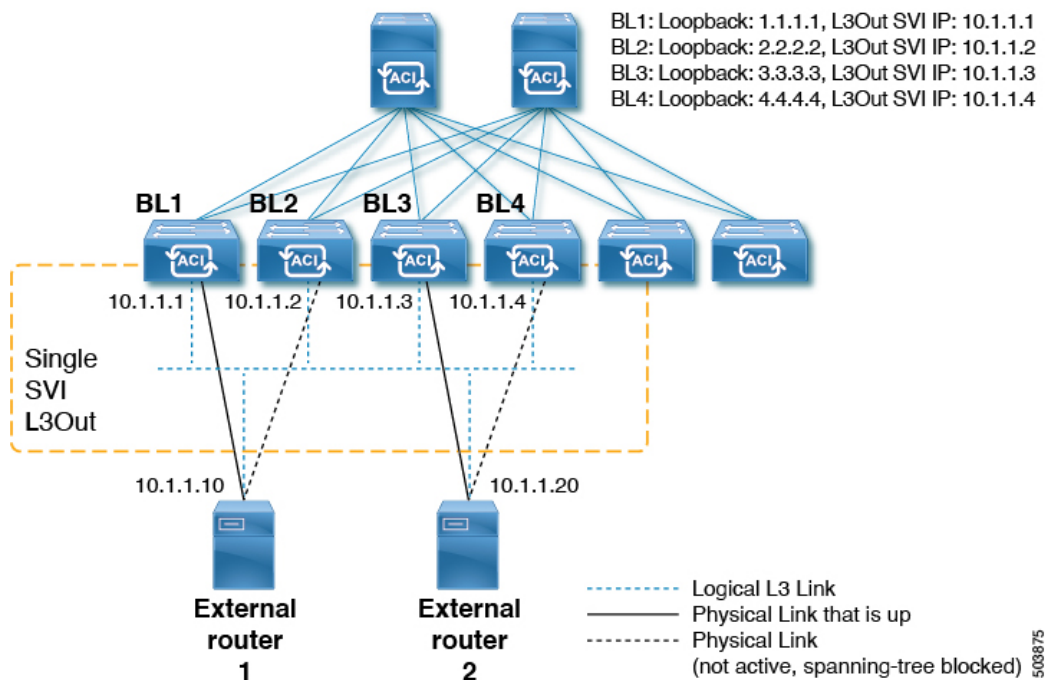 BL1: Loopback: 1.1.1.1, L3Out SVI IP: 10.1.1.1
BL2: Loopback: 2.2.2.2, L3Out SVI IP: 10.1.1.2
BL3: Loopback: 3.3.3.3, L3Out SVI IP: 10.1.1.3
BL4: Loopback: 4.4.4.4, L3Out SVI IP: 10.1.1.4
ACI ACI
BL1 BL2 BL3 BL4
ACI ACI ACI ACI ACI ACI
10.1.1.1 10.1.1.2 10.1.1.3 10.1.1.4
Single
SVI
L3Out
10.1.1.10 10.1.1.20
External
router
1
External
router
2
Logical L3 Link
Physical Link that is up
Physical Link
(not active, spanning-tree blocked)
503875